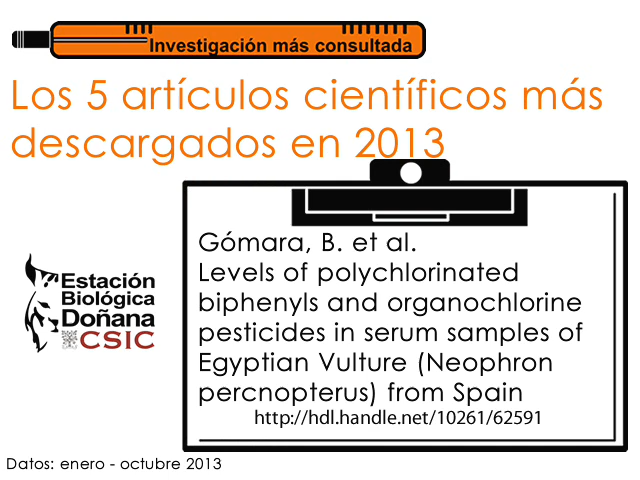 Investigación más consultada
Los 5 artículos científicos más
descargados en 2013
Gómara, B. et al.
Levels of polychlorinated
biphenyls and organochlorine
pesticides in serum samples of
Egyptian Vulture (Neophron
percnopterus) from Spain
http://hdl.handle.net/10261/62591
Estación
Biológica
Doñana
CSIC
Datos: enero - octubre 2013